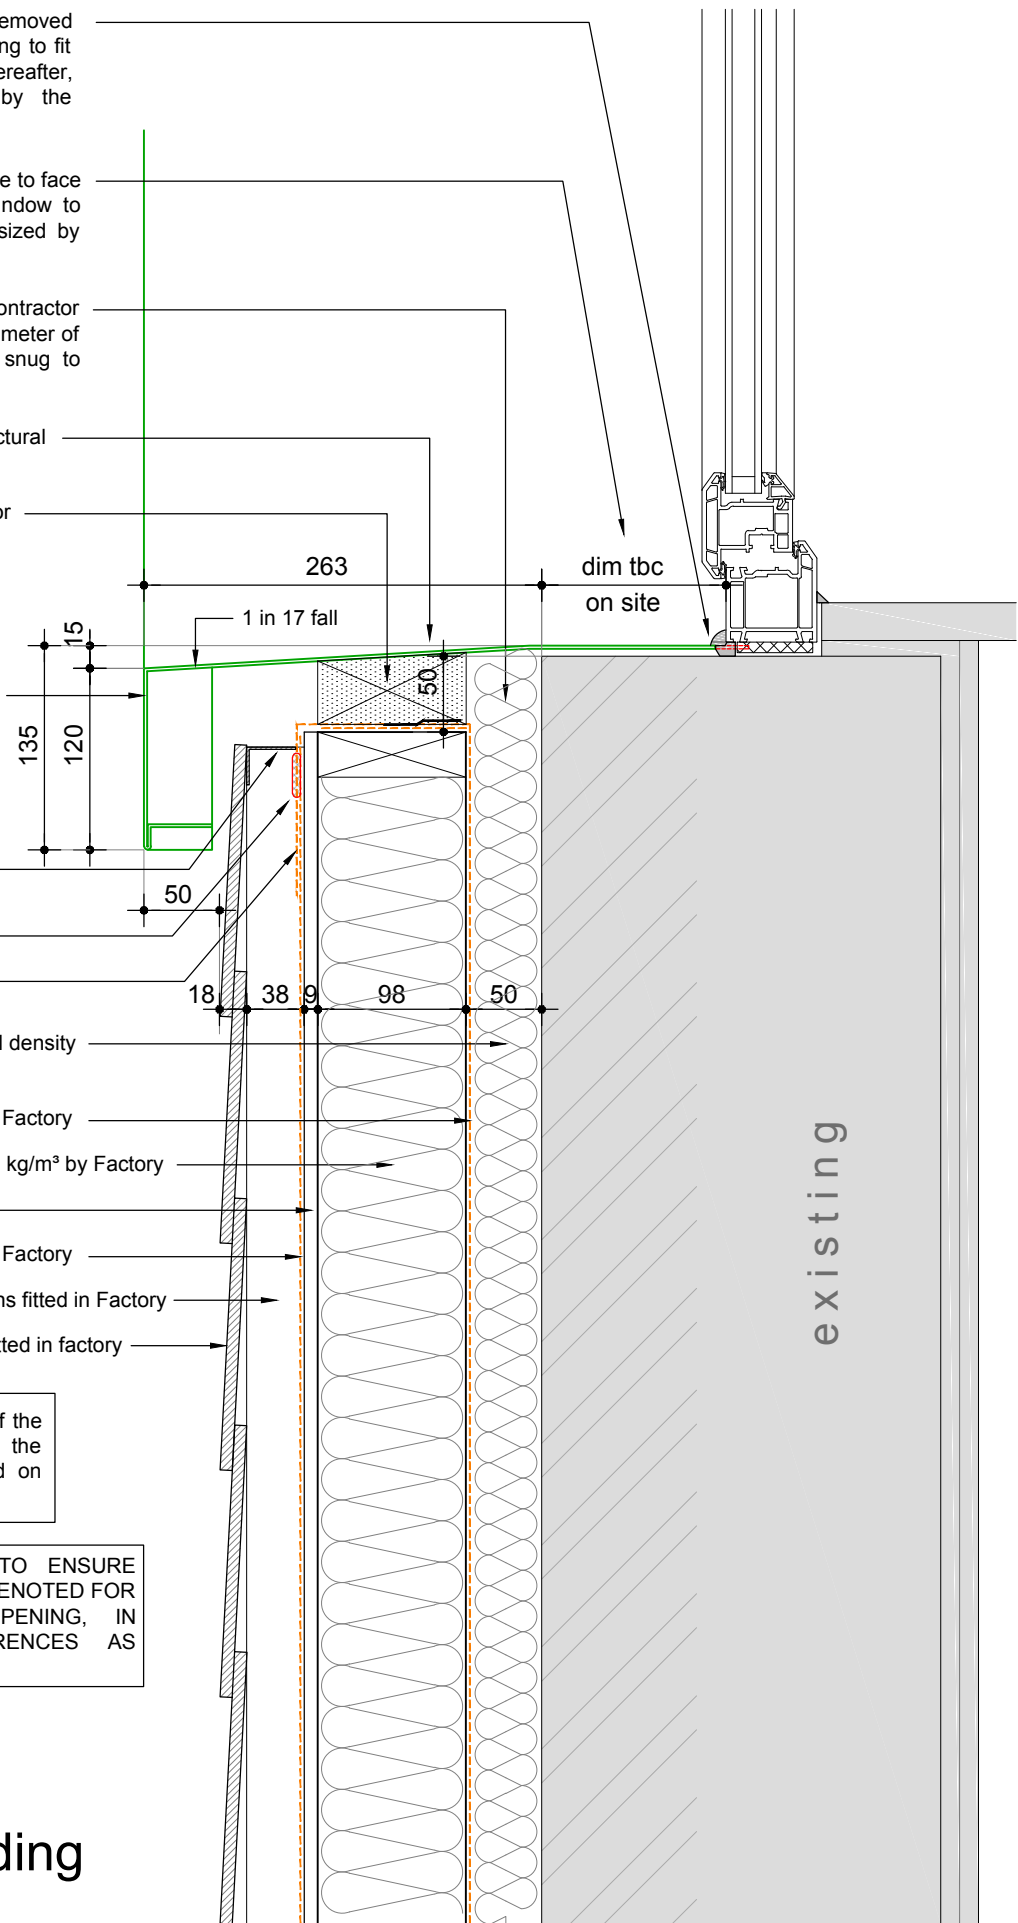 emoved
ng to fit
ereafter,
by the
e to face
indow to
sized by
ontractor
meter of
snug to
ctural
or
263
dim tbc
on site
1 in 17 fall
15
50
135
120
50
18
38
9
98
50
l density
Factory
kg/m³ by Factory
Factory
ns fitted in Factory
tted in factory
existing
f the
the
d on
TO ENSURE
ENOTED FOR
PENING, IN
RENCES AS
ding